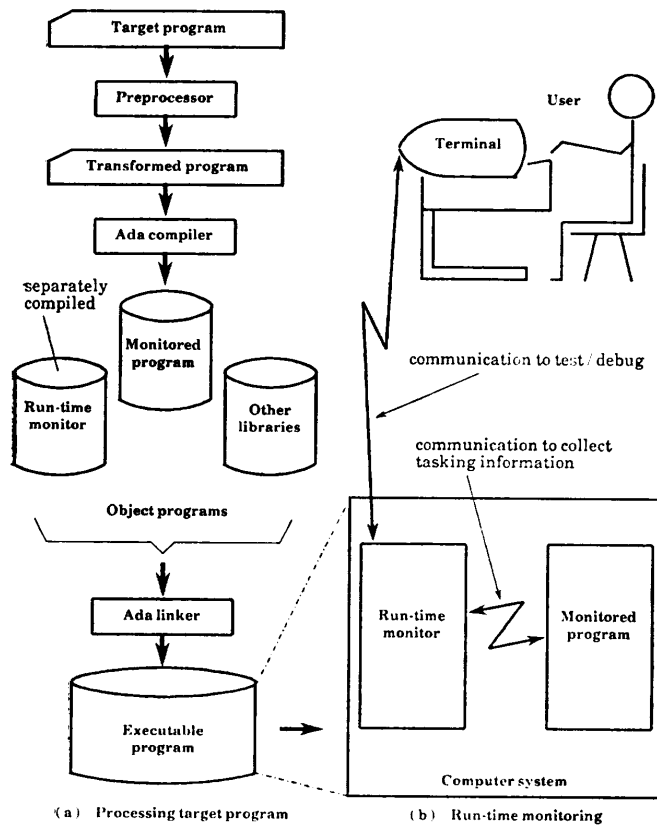 Target program
Preprocessor
Transformed program
Ada compiler
separately
compiled
Monitored
program
Run-time
monitor
Other
libraries
Object programs
Ada linker
Executable
program
(a) Processing target program
User
Terminal
communication to test / debug
communication to collect
tasking information
Run-time
monitor
Monitored
program
Computer system
(b) Run-time monitoring